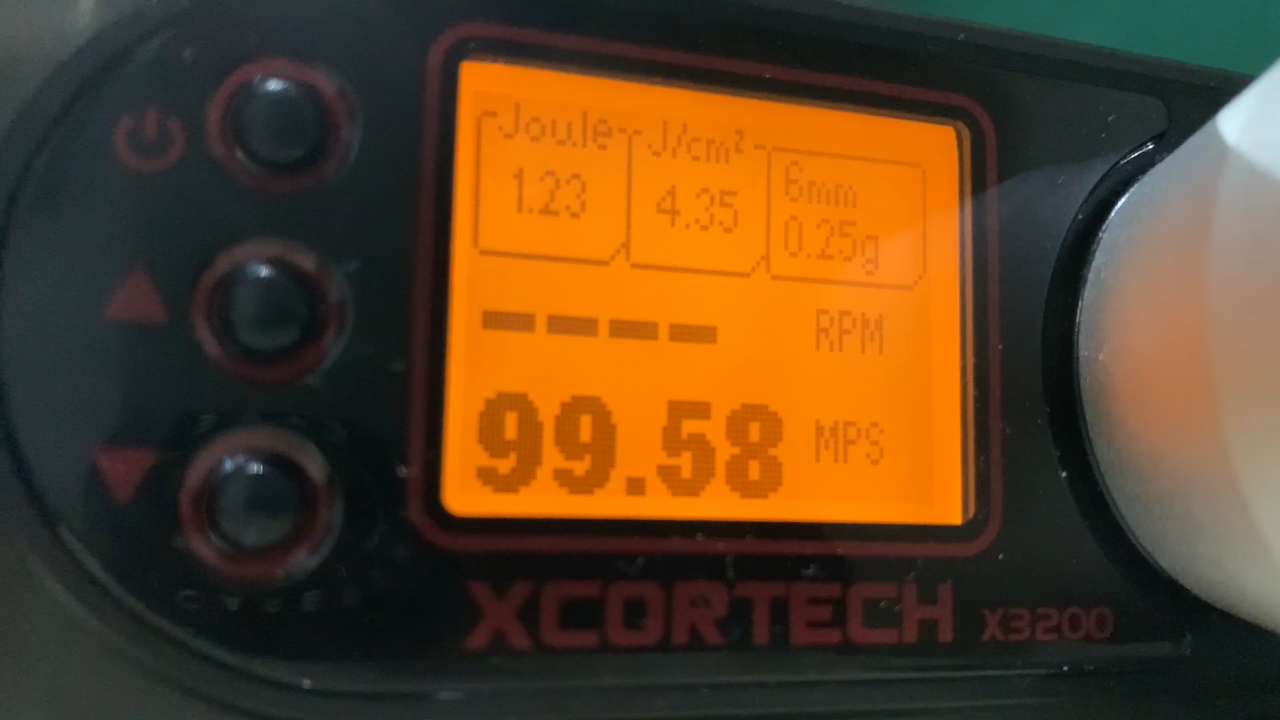 Joule J/cm² 6mm
1.23 4.35 0.25g
---- RPM
99.58 MPS
XCORTECH X3200